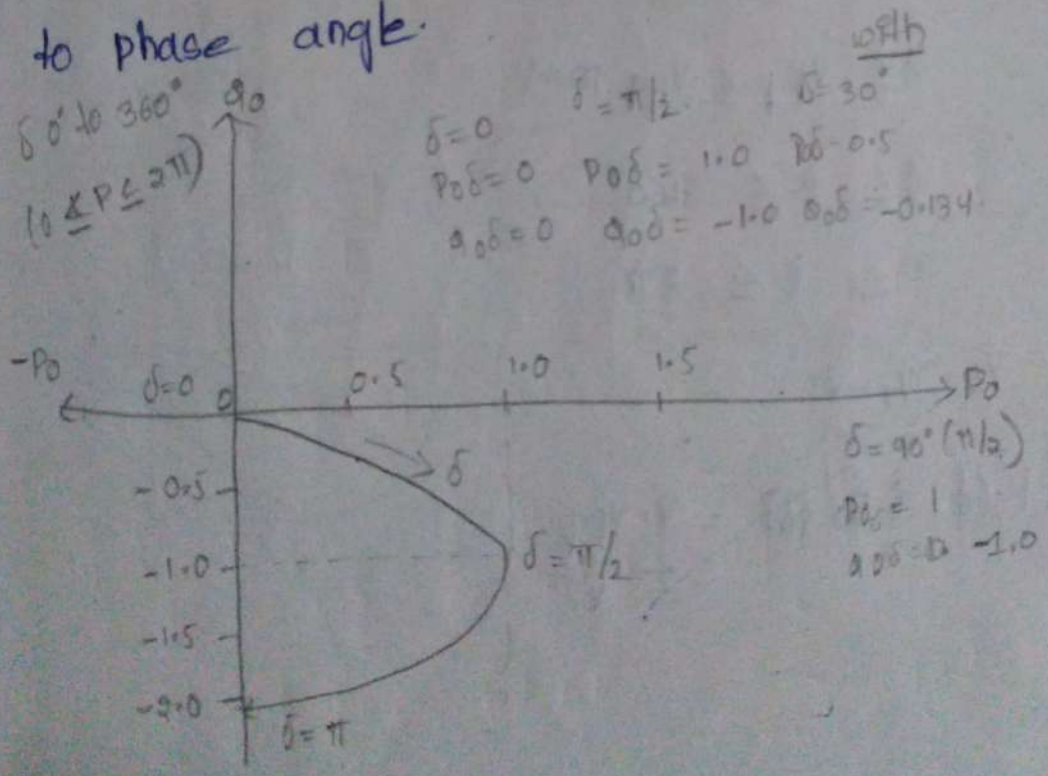 to phase angle.
with
δ 0° to 360° q0
(0 ≤ P ≤ 2π)
δ=0 δ=π/2 δ=30°
P0δ=0 P0δ= 1.0 P0δ=0.5
q0δ=0 q0δ= -1.0 q0δ=-0.134
-P0 δ=0 0 0.5 1.0 1.5 P0
δ
δ=90° (π/2)
-0.5
P0δ = 1
q0δ= -1.0
-1.0 δ=π/2
-1.5
-2.0
δ=π